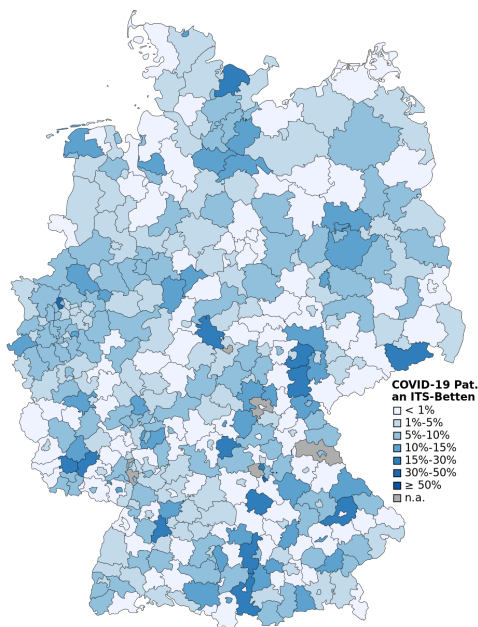 COVID-19 Pat.
an ITS-Betten
< 1%
1%-5%
5%-10%
10%-15%
15%-30%
30%-50%
≥ 50%
n.a.